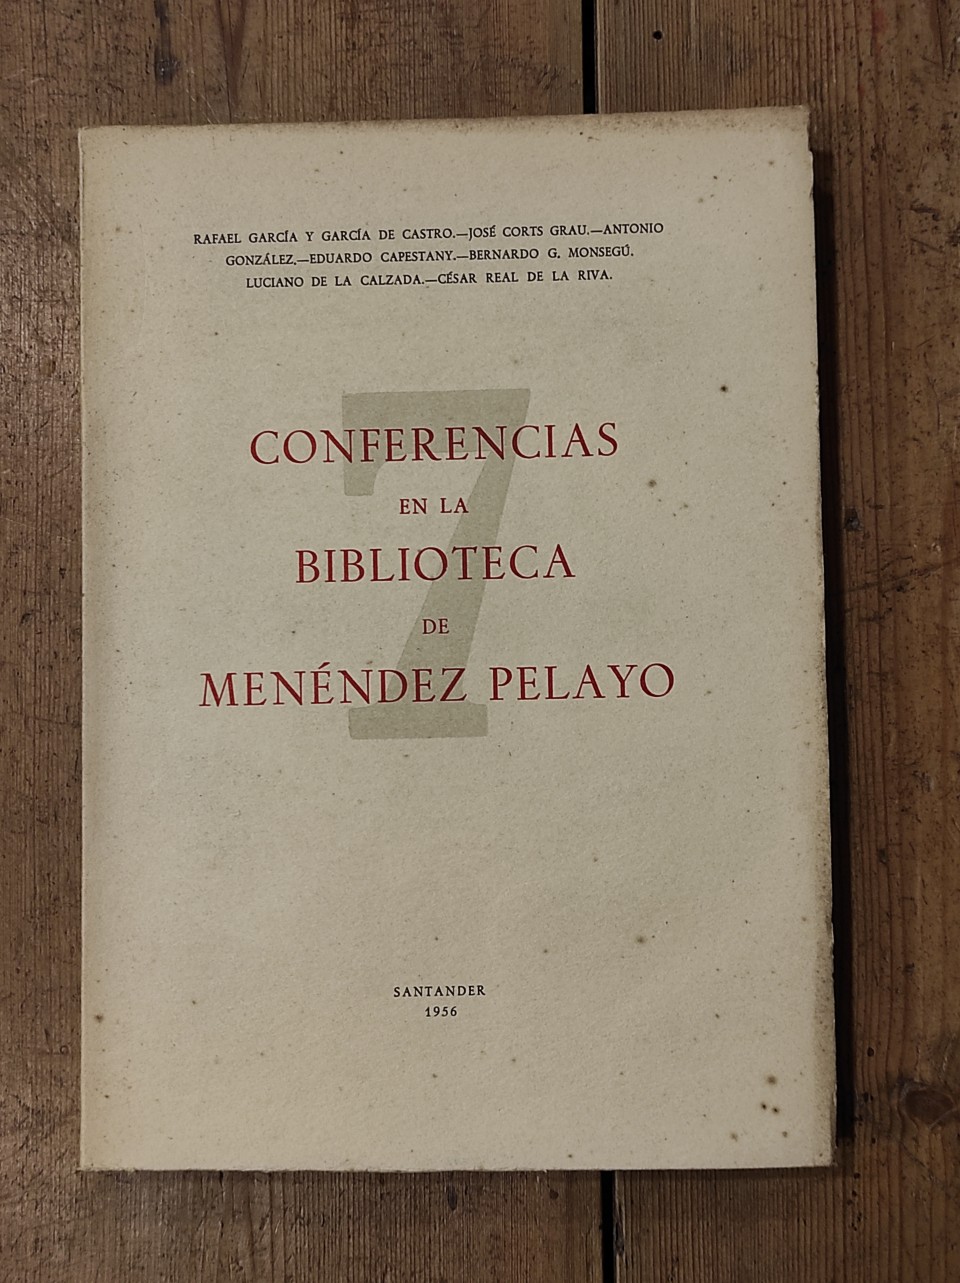 RAFAEL GARCÍA Y GARCÍA DE CASTRO.—JOSÉ CORTS GRAU.—ANTONIO
GONZÁLEZ.—EDUARDO CAPESTANY.—BERNARDO G. MONSEGÚ.
LUCIANO DE LA CALZADA.—CÉSAR REAL DE LA RIVA.
7
CONFERENCIAS
EN LA
BIBLIOTECA
DE
MENÉNDEZ PELAYO
SANTANDER
1956